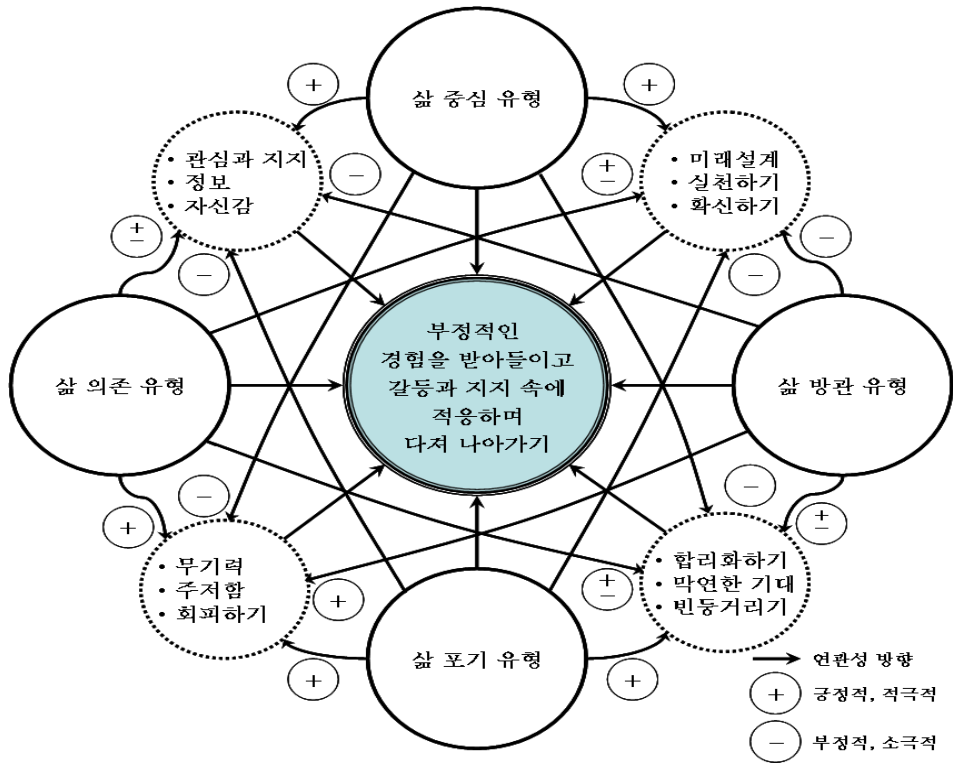 +
삶 중심 유형
+
• 관심과 지지
• 정보
• 자신감
−
+
−
• 미래설계
• 실천하기
• 확신하기
+
−
−
−
−
삶 의존 유형
부정적인
경험을 받아들이고
갈등과 지지 속에
적응하며
다져 나아가기
삶 방관 유형
+
−
−
+
−
• 무기력
• 주저함
• 회피하기
+
삶 포기 유형
+
−
• 합리화하기
• 막연한 기대
• 빈둥거리기
+
+
연관성 방향
+ 긍정적, 적극적
− 부정적, 소극적